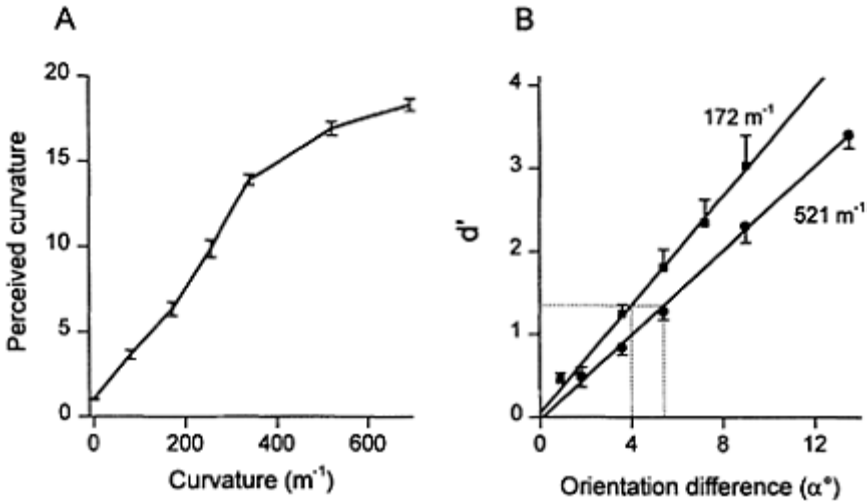 A
20
15
10
5
0
Perceived curvature
0 200 400 600
Curvature (m⁻¹)
B
4
3
2
1
0
d'
172 m⁻¹
521 m⁻¹
0 4 8 12
Orientation difference (α°)